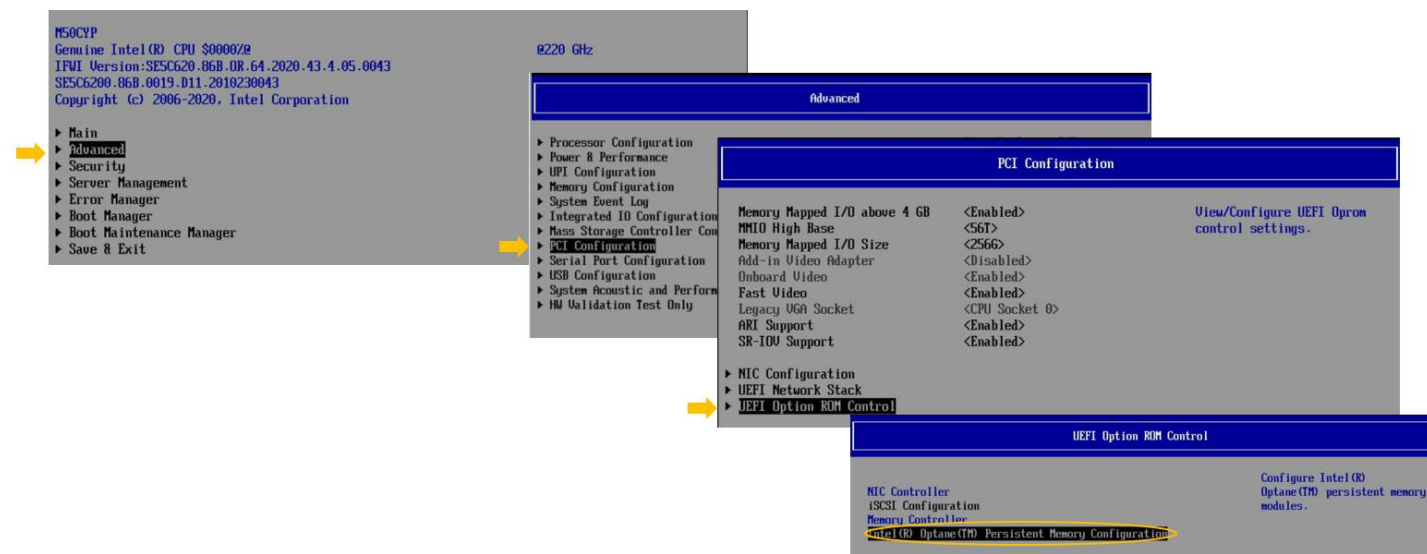 M50CYP
Genuine Intel(R) CPU $0000%@ @220 GHz
IFWI Version:SE5C620.86B.OR.64.2020.43.4.05.0043
SE5C6200.86B.0019.D11.2010230043
Copyright (c) 2006-2020, Intel Corporation
Main
Advanced
Security
Server Management
Error Manager
Boot Manager
Boot Maintenance Manager
Save & Exit
Advanced
Processor Configuration
Power & Performance
UPI Configuration
Memory Configuration
System Event Log
Integrated IO Configuration
Mass Storage Controller Con
PCI Configuration
Serial Port Configuration
USB Configuration
System Acoustic and Perform
HW Validation Test Only
PCI Configuration
Memory Mapped I/O above 4 GB <Enabled>
MMIO High Base <56T>
Memory Mapped I/O Size <256G>
Add-in Video Adapter <Disabled>
Onboard Video <Enabled>
Fast Video <Enabled>
Legacy VGA Socket <CPU Socket 0>
ARI Support <Enabled>
SR-IOV Support <Enabled>
View/Configure UEFI Oprom
control settings.
NIC Configuration
UEFI Network Stack
UEFI Option ROM Control
UEFI Option ROM Control
NIC Controller
iSCSI Configuration
Memory Controller
Intel(R) Optane(TM) Persistent Memory Configuration
Configure Intel(R)
Optane(TM) persistent memory
modules.